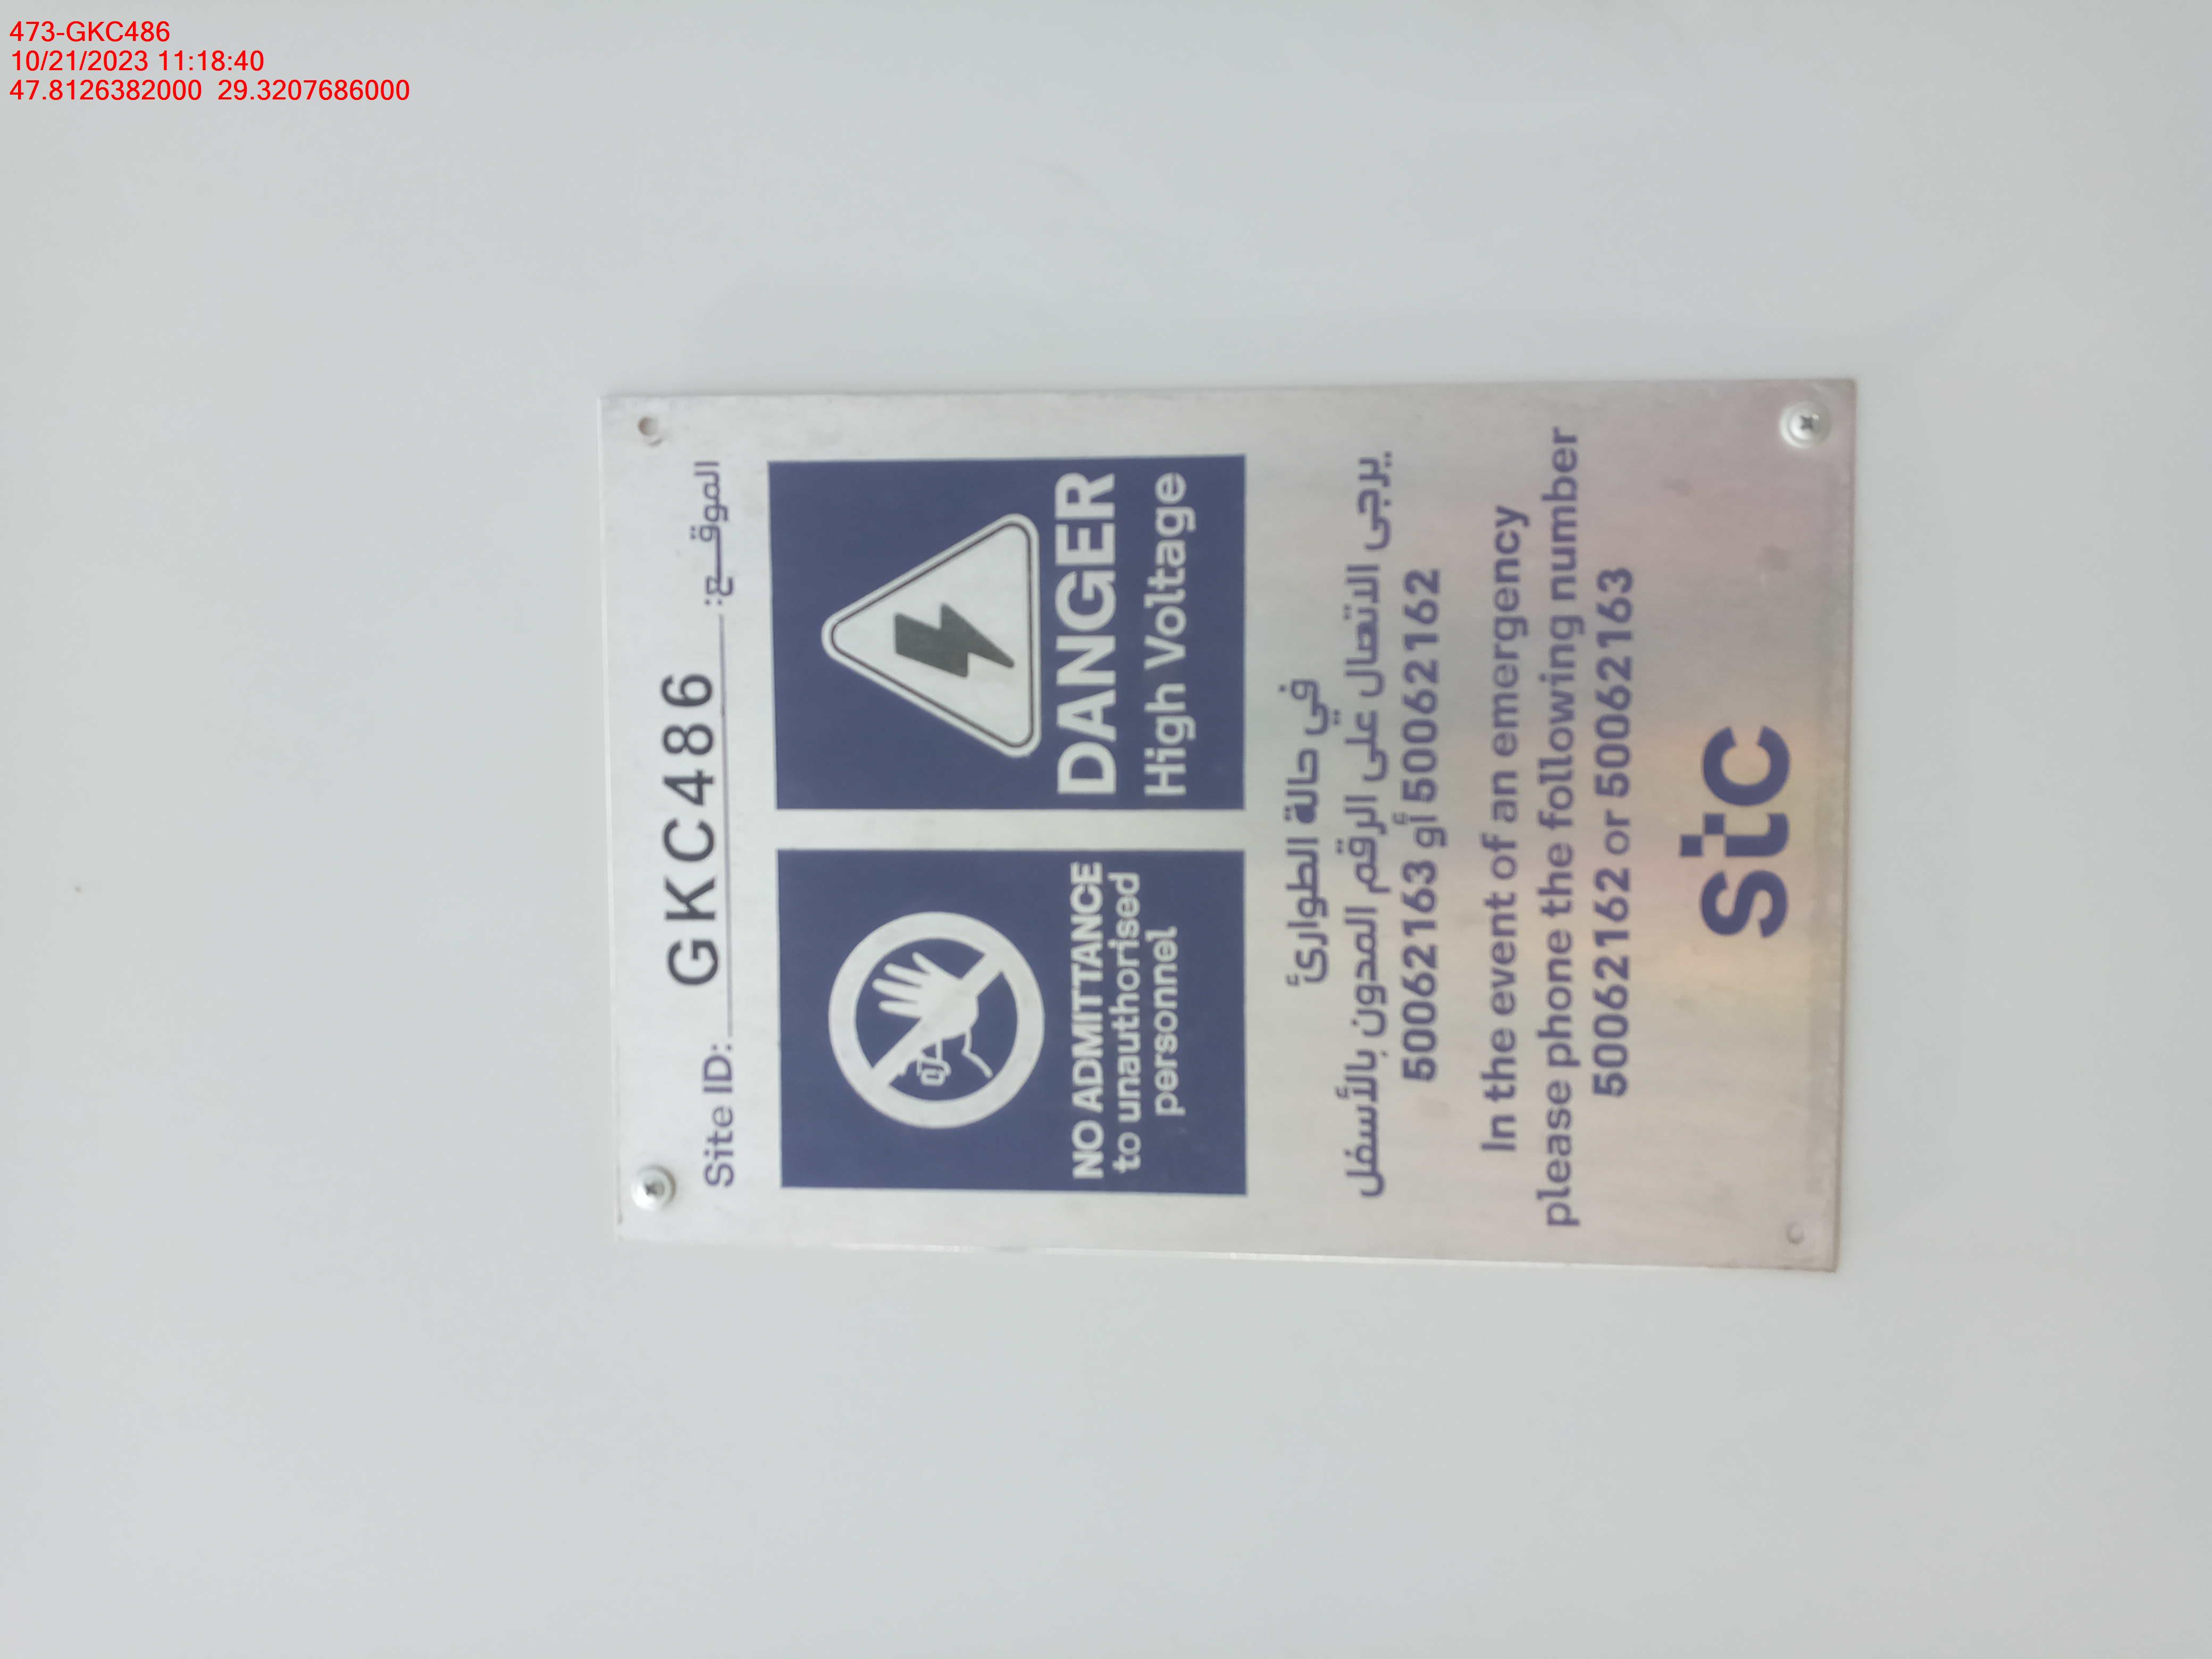 473-GKC486
10/21/2023 11:18:40
47.8126382000 29.3207686000
Site ID: GKC486 الموقــع:
NO ADMITTANCE
to unauthorised
personnel
DANGER
High Voltage
في حالة الطوارئ
يرجى الاتصال على الرقم المدون بالأسفل
50062163 أو 50062162
In the event of an emergency
please phone the following number
50062162 or 50062163
stc